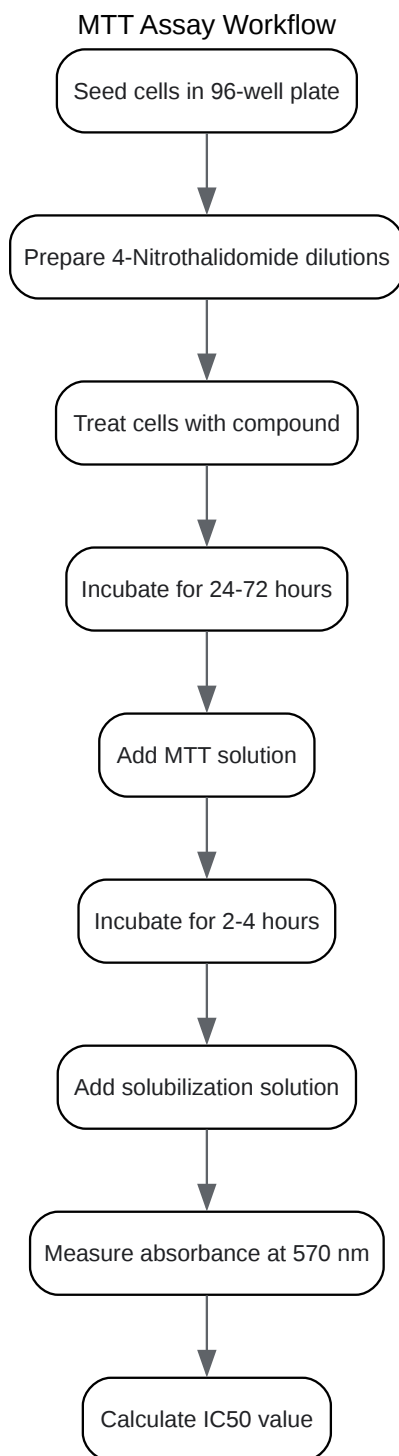 MTT Assay Workflow
Seed cells in 96-well plate
Prepare 4-Nitrothalidomide dilutions
Treat cells with compound
Incubate for 24-72 hours
Add MTT solution
Incubate for 2-4 hours
Add solubilization solution
Measure absorbance at 570 nm
Calculate IC50 value